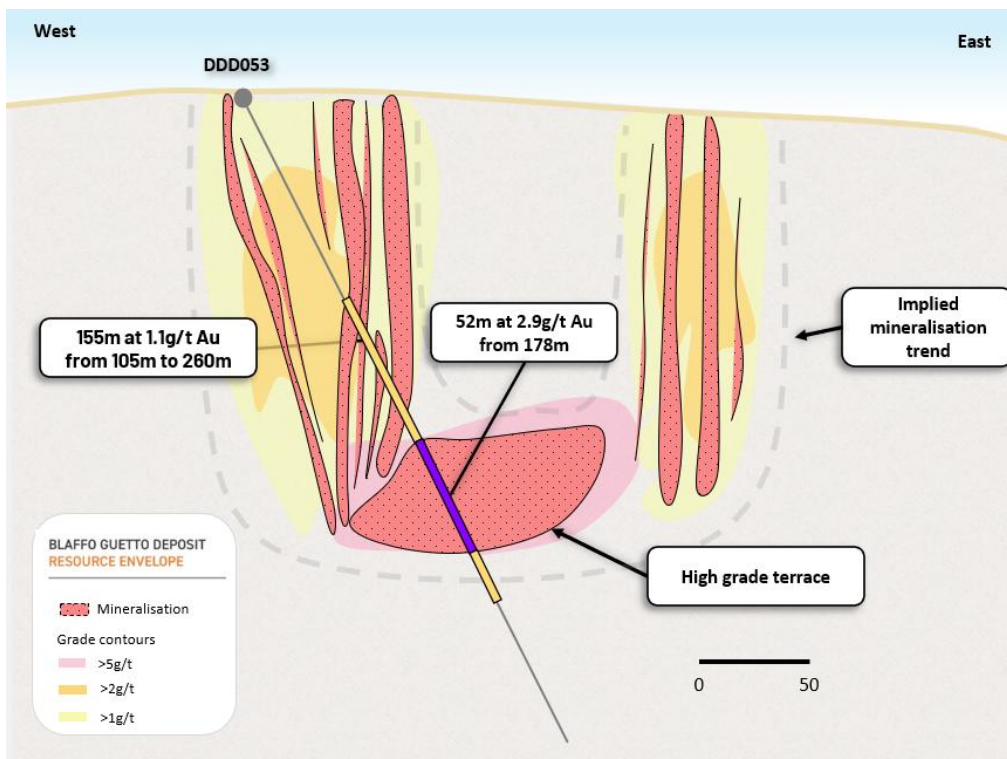 West
East
DDD053
155m at 1.1g/t Au
from 105m to 260m
52m at 2.9g/t Au
from 178m
Implied
mineralisation
trend
High grade terrace
BLAFFO GUETTO DEPOSIT
RESOURCE ENVELOPE
Mineralisation
Grade contours
>5g/t
>2g/t
>1g/t
0 50